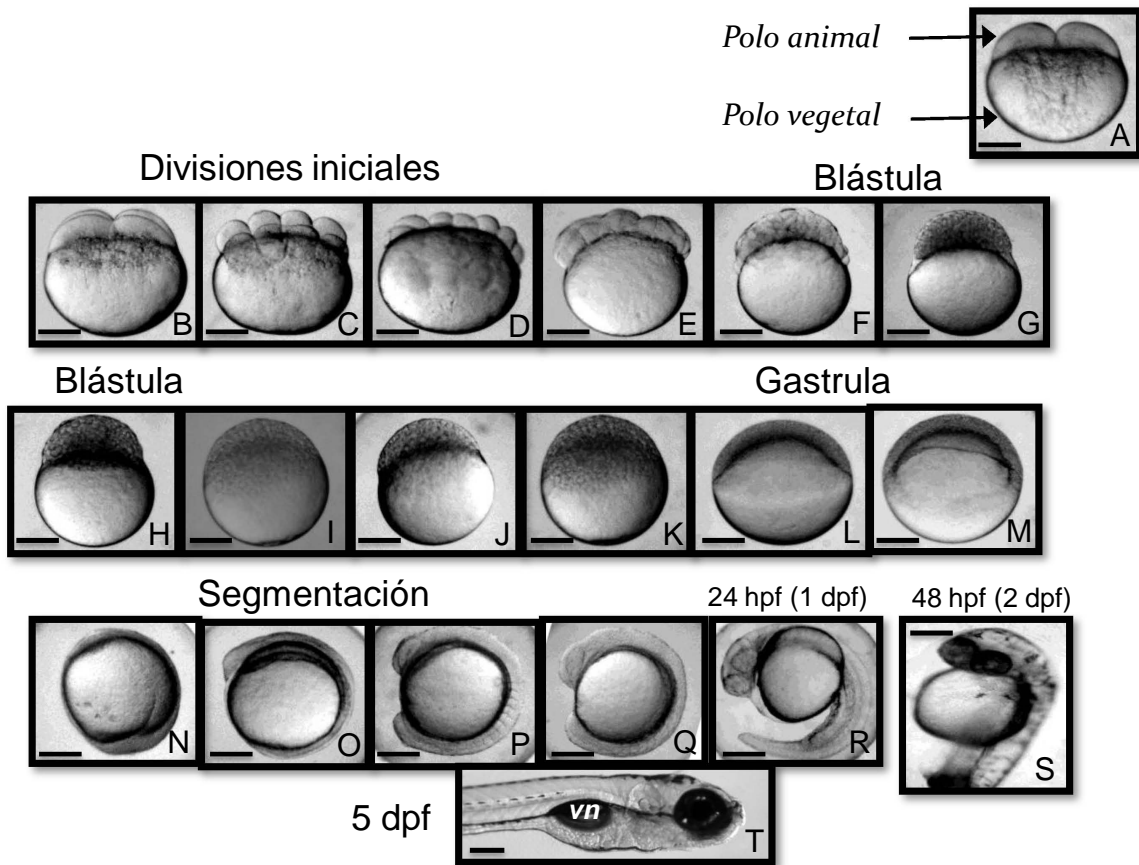 Polo animal
Polo vegetal
A
Divisiones iniciales
Blástula
B C D E F G
Blástula
Gastrula
H I J K L M
Segmentación
24 hpf (1 dpf)
48 hpf (2 dpf)
N O P Q R S
5 dpf
vn
T